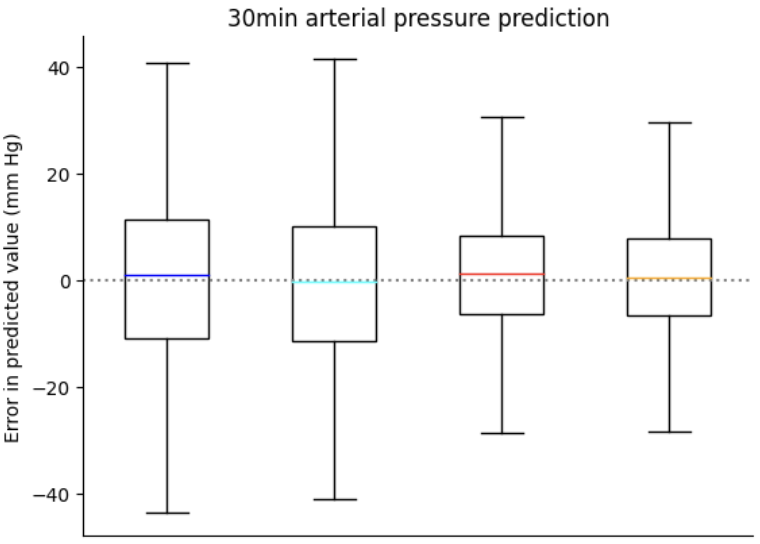 30min arterial pressure prediction
Error in predicted value (mm Hg)
40
20
0
−20
−40